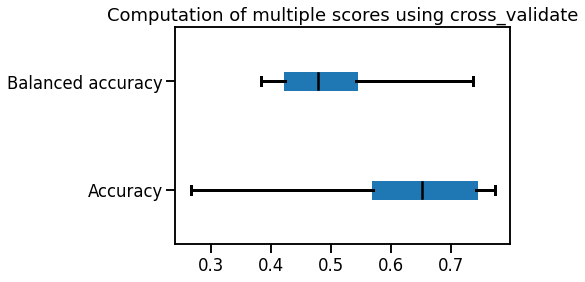 Computation of multiple scores using cross_validate
Balanced accuracy
Accuracy
0.3 0.4 0.5 0.6 0.7